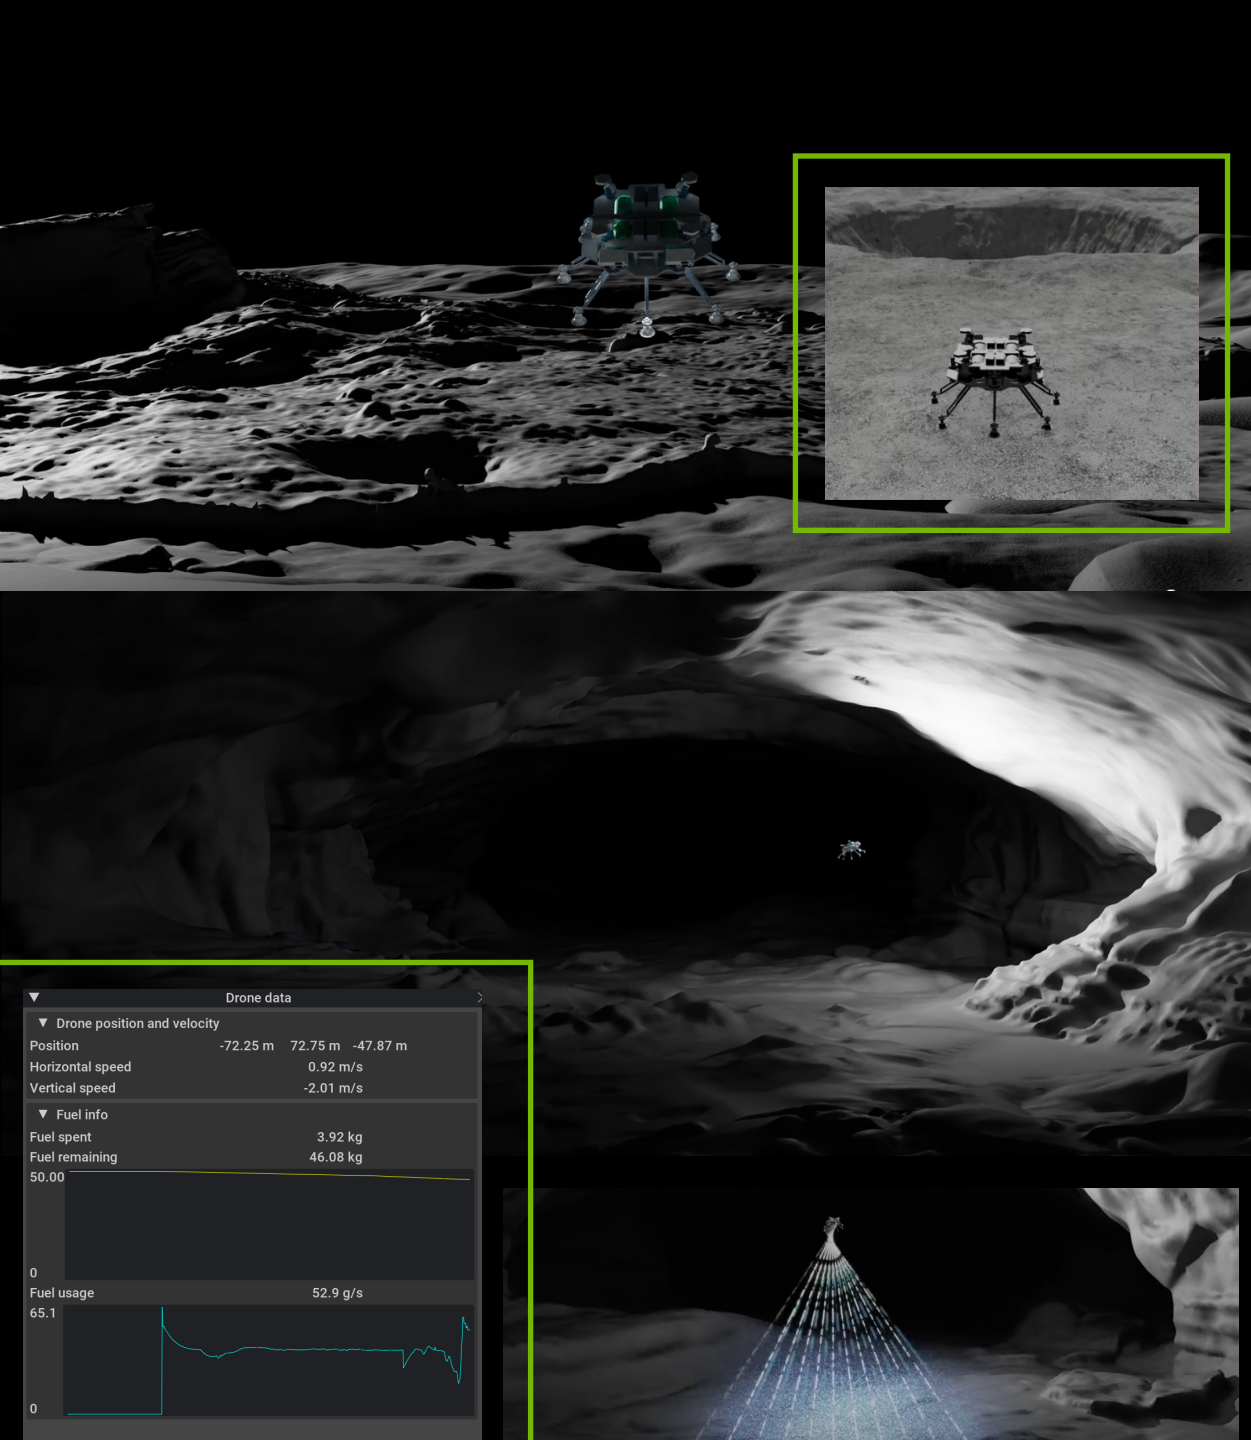 Drone data
Drone position and velocity
Position -72.25 m 72.75 m -47.87 m
Horizontal speed 0.92 m/s
Vertical speed -2.01 m/s
Fuel info
Fuel spent 3.92 kg
Fuel remaining 46.08 kg
50.00
0
Fuel usage 52.9 g/s
65.1
0